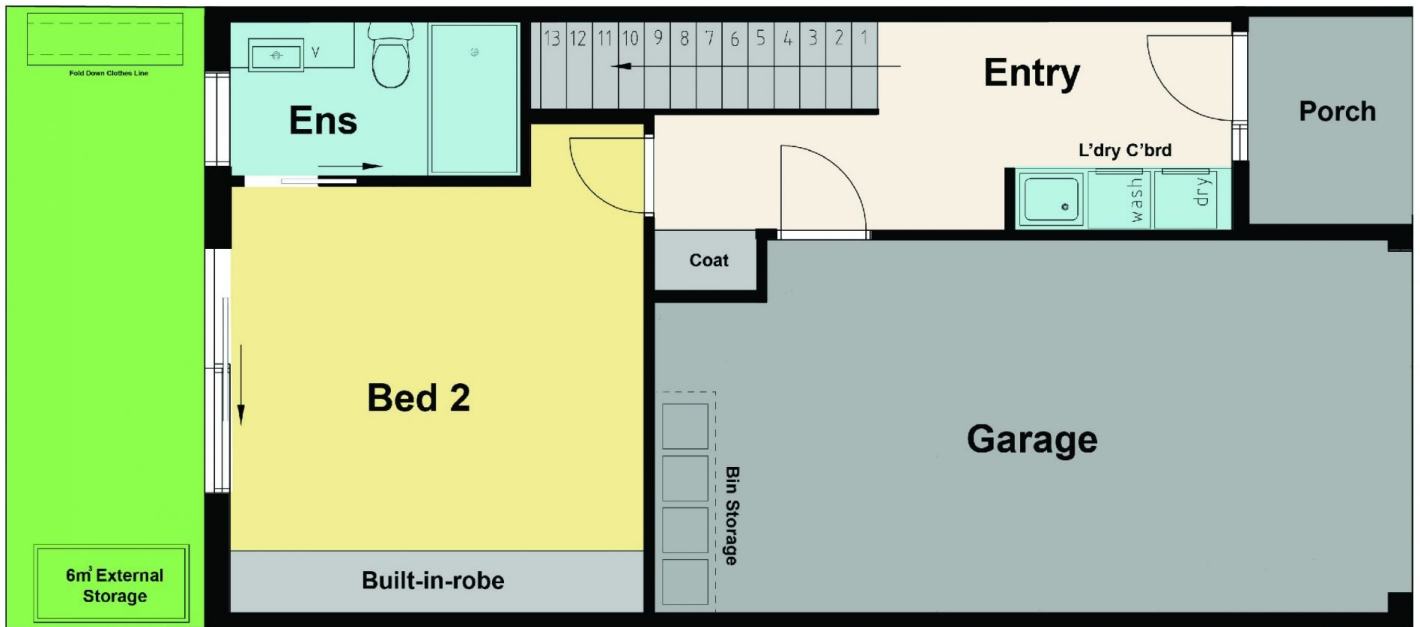 Fold Down Clothes Line
V
Ens
13 12 11 10 9 8 7 6 5 4 3 2 1
Entry
Porch
L'dry C'brd
wash
dry
Coat
Bed 2
Garage
Bin Storage
6m³ External
Storage
Built-in-robe